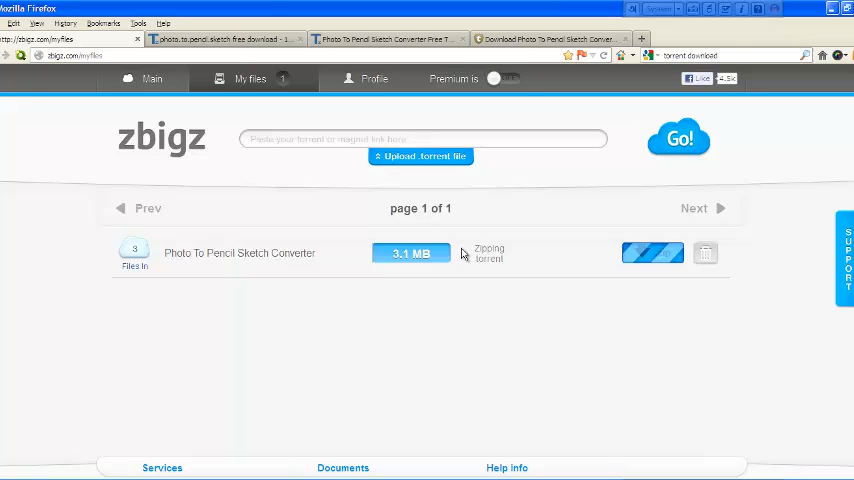 Mozilla Firefox
Edit View History Bookmarks Tools Help
http://zbigz.com/myfiles
photo.to.pencil.sketch free download - 1...
Photo To Pencil Sketch Converter Free T...
Download Photo To Pencil Sketch Conver...
zbigz.com/myfiles
torrent download
Main
My files 1
Profile
Premium is
Like 4.5k
zbigz
Paste your torrent or magnet link here
Go!
Upload .torrent file
Prev
page 1 of 1
Next
SUPPORT
3
Files In
Photo To Pencil Sketch Converter
3.1 MB
Zipping
torrent
Services
Documents
Help info